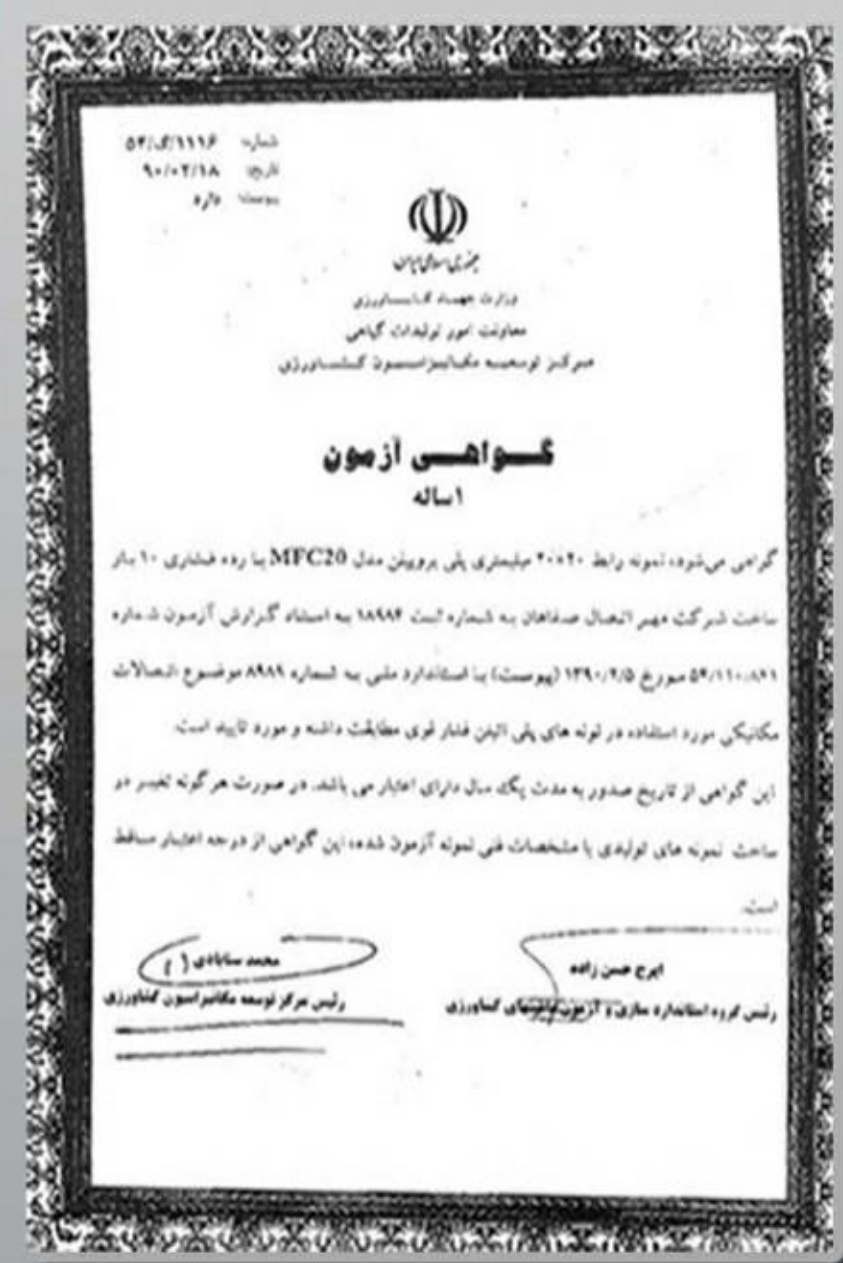 شماره: ۵۴/گ/۱۱۱۶
تاریخ: ۹۰/۰۲/۱۸
پیوست: دارد
جمهوری اسلامی ایران
وزارت جهاد کشاورزی
معاونت امور تولیدات گیاهی
مرکز توسعه مکانیزاسیون کشاورزی
گواهی آزمون
۱ساله
گواهی می‌شود، نمونه رابط ۲۰*۲۰ میلیمتری پلی پروپیلن مدل MFC20 با رده فشاری ۱۰ بار
ساخت شرکت مهر اتصال صفاهان به شماره ثبت ۱۸۹۸۴ به استناد گزارش آزمون شماره
۵۴/۱۱۰/۸۲۱ مورخ ۱۳۹۰/۲/۵ (پیوست) با استاندارد ملی به شماره ۸۹۸۹ موضوع اتصالات
مکانیکی مورد استفاده در لوله های پلی اتیلن فشار قوی مطابقت داشته و مورد تایید است.
این گواهی از تاریخ صدور به مدت یک سال دارای اعتبار می باشد. در صورت هر گونه تغییر در
ساخت نمونه های تولیدی یا مشخصات فنی نمونه آزمون شده، این گواهی از درجه اعتبار ساقط
است.
ایرج حسن زاده
رئیس گروه استاندارد سازی و آزمون ماشینهای کشاورزی
محمد سنابادی
رئیس مرکز توسعه مکانیزاسیون کشاورزی